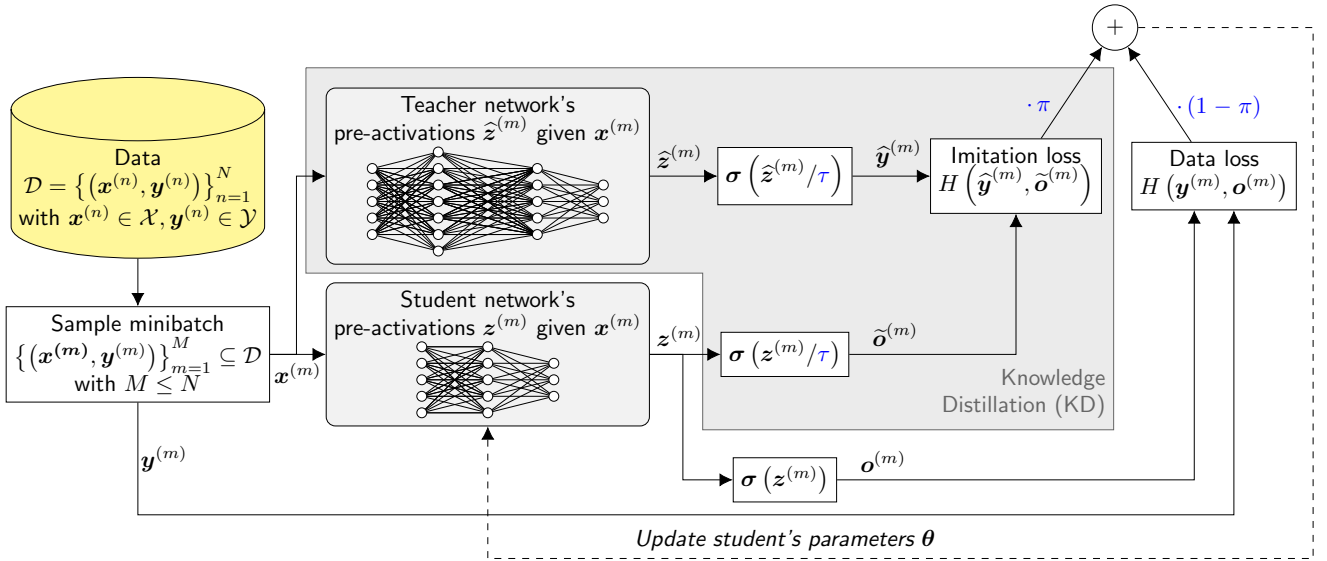 +
· π
· (1 − π)
Data
𝒟 = {(𝒙⁽ⁿ⁾, 𝒚⁽ⁿ⁾)}ᴺₙ₌₁
with 𝒙⁽ⁿ⁾ ∈ 𝒳, 𝒚⁽ⁿ⁾ ∈ 𝒴
Teacher network's
pre-activations ẑ⁽ᵐ⁾ given 𝒙⁽ᵐ⁾
ẑ⁽ᵐ⁾
σ (ẑ⁽ᵐ⁾/τ)
ŷ⁽ᵐ⁾
Imitation loss
H (ŷ⁽ᵐ⁾, õ⁽ᵐ⁾)
Data loss
H (𝒚⁽ᵐ⁾, 𝒐⁽ᵐ⁾)
Sample minibatch
{(𝒙⁽ᵐ⁾, 𝒚⁽ᵐ⁾)}ᴹₘ₌₁ ⊆ 𝒟
with M ≤ N
𝒙⁽ᵐ⁾
Student network's
pre-activations 𝒛⁽ᵐ⁾ given 𝒙⁽ᵐ⁾
𝒛⁽ᵐ⁾
σ (𝒛⁽ᵐ⁾/τ)
õ⁽ᵐ⁾
Knowledge
Distillation (KD)
𝒚⁽ᵐ⁾
σ (𝒛⁽ᵐ⁾)
𝒐⁽ᵐ⁾
Update student's parameters θ